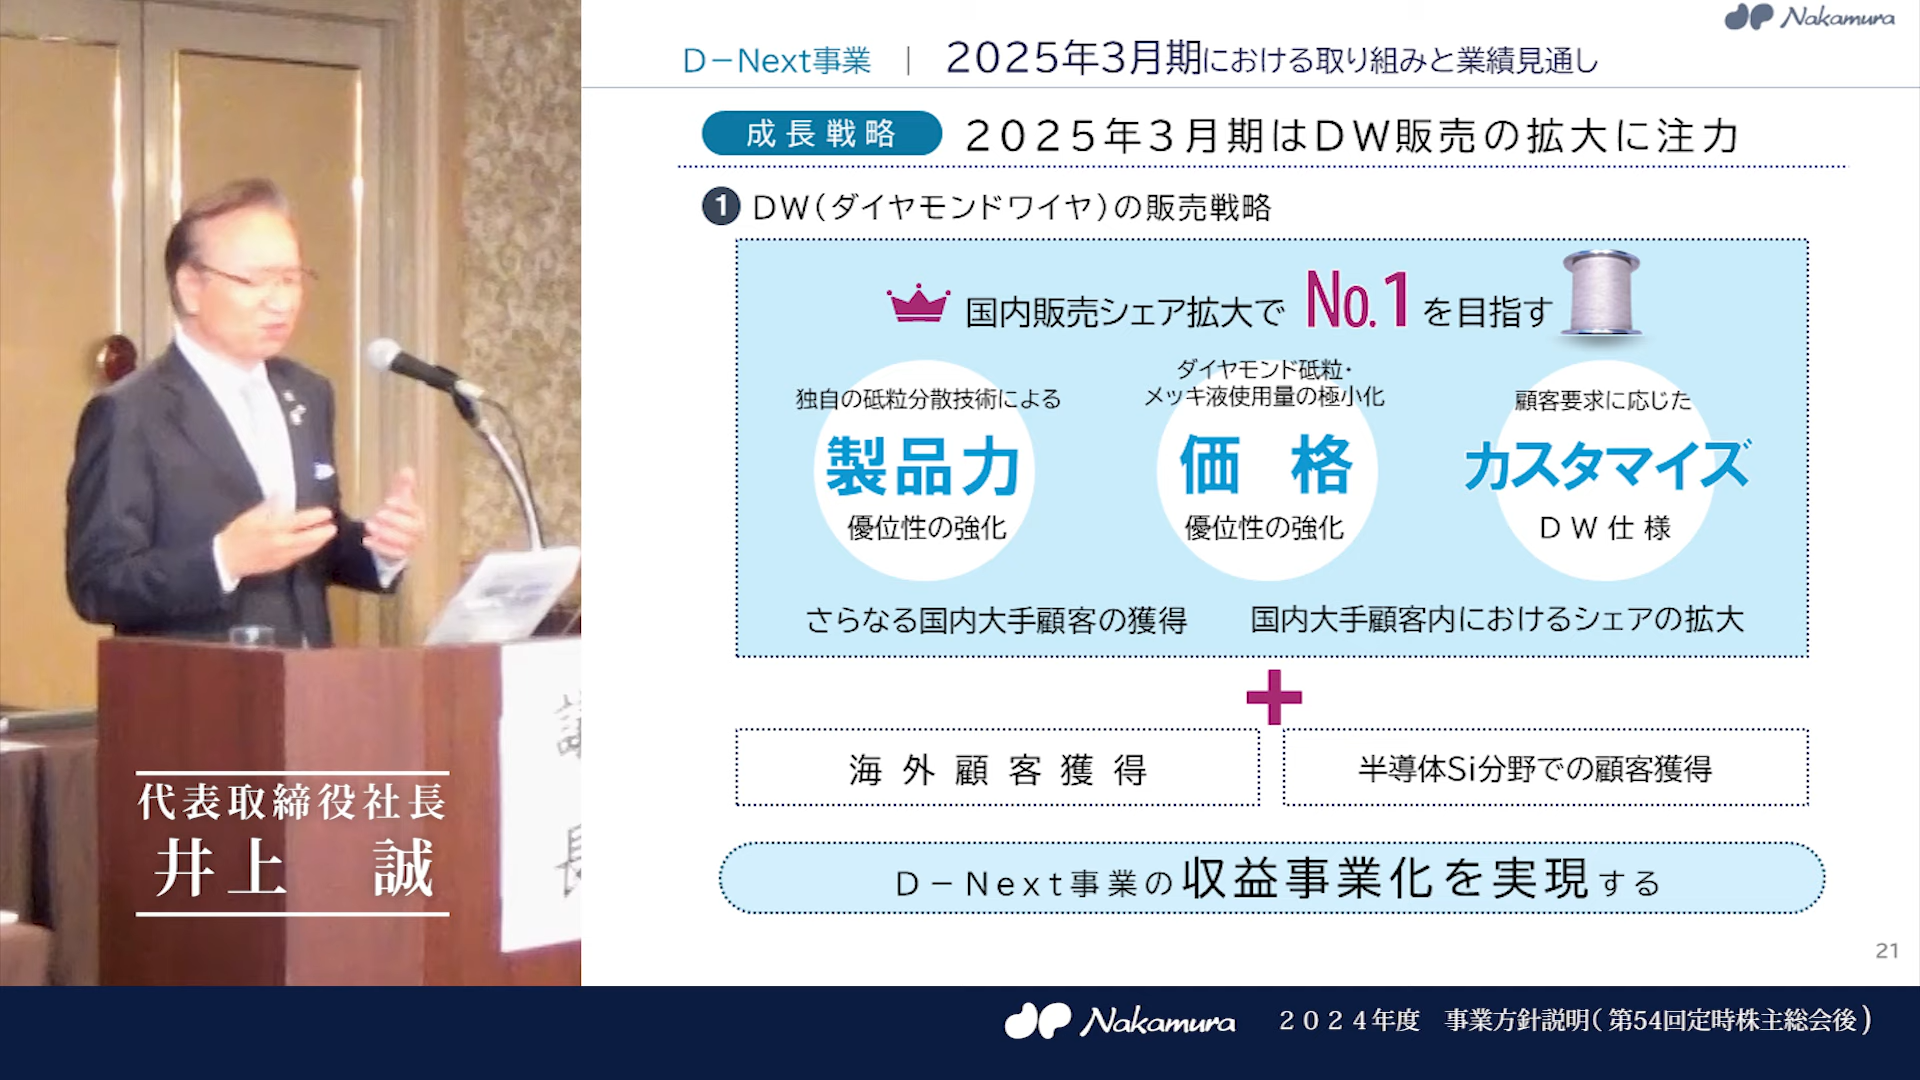 Nakamura
D－Next事業 ｜ 2025年3月期における取り組みと業績見通し
成長戦略 2025年3月期はDW販売の拡大に注力
1 DW（ダイヤモンドワイヤ）の販売戦略
国内販売シェア拡大で No.1 を目指す
独自の砥粒分散技術による
製品力
優位性の強化
ダイヤモンド砥粒・
メッキ液使用量の極小化
価格
優位性の強化
顧客要求に応じた
カスタマイズ
DW仕様
さらなる国内大手顧客の獲得
国内大手顧客内におけるシェアの拡大
+
海外顧客獲得
半導体Si分野での顧客獲得
D－Next事業の収益事業化を実現する
21
議
長
代表取締役社長
井上 誠
Nakamura 2024年度 事業方針説明（第54回定時株主総会後）